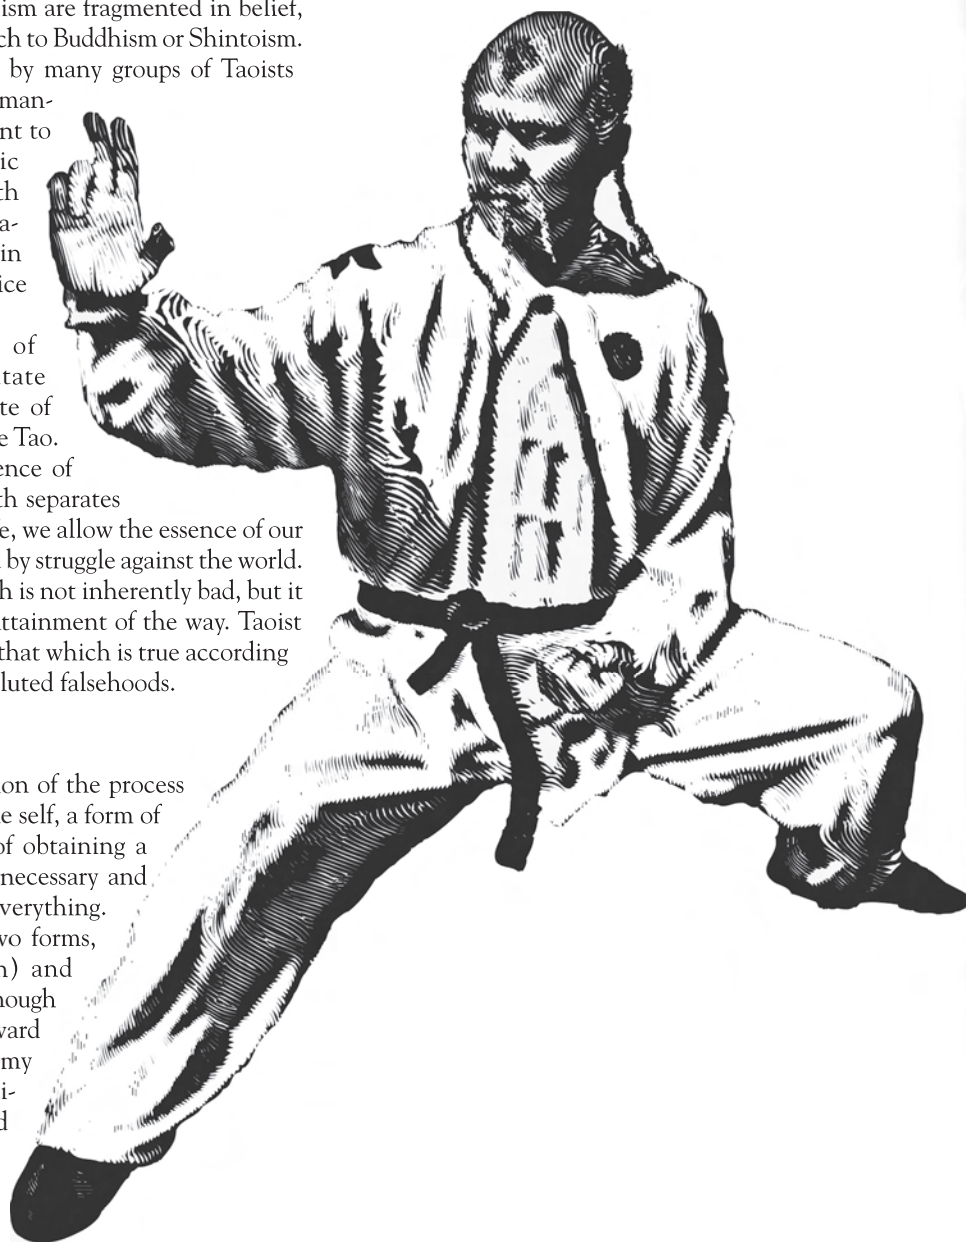 ism are fragmented in belief,
ch to Buddhism or Shintoism.
by many groups of Taoists
man-
nt to
ic
th
a-
in
ice
of
tate
te of
e Tao.
ence of
th separates
e, we allow the essence of our
by struggle against the world.
h is not inherently bad, but it
ttainment of the way. Taoist
that which is true according
luted falsehoods.
on of the process
e self, a form of
of obtaining a
necessary and
verything.
wo forms,
n) and
hough
ward
my
i-
d